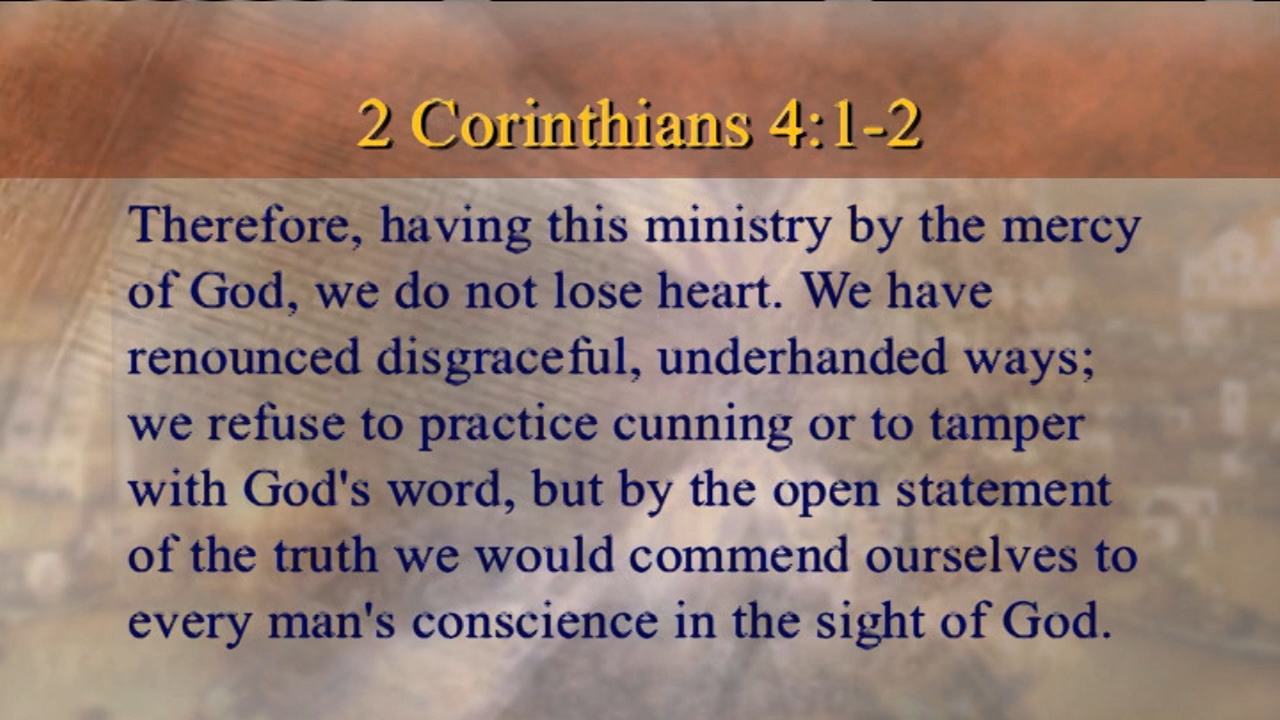 2 Corinthians 4:1-2
Therefore, having this ministry by the mercy
of God, we do not lose heart. We have
renounced disgraceful, underhanded ways;
we refuse to practice cunning or to tamper
with God's word, but by the open statement
of the truth we would commend ourselves to
every man's conscience in the sight of God.